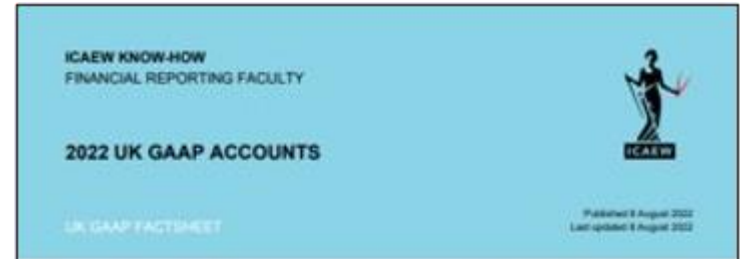 ICAEW KNOW-HOW
FINANCIAL REPORTING FACULTY
2022 UK GAAP ACCOUNTS
ICAEW
UK GAAP FACTSHEET
Published 8 August 2022
Last updated 8 August 2022